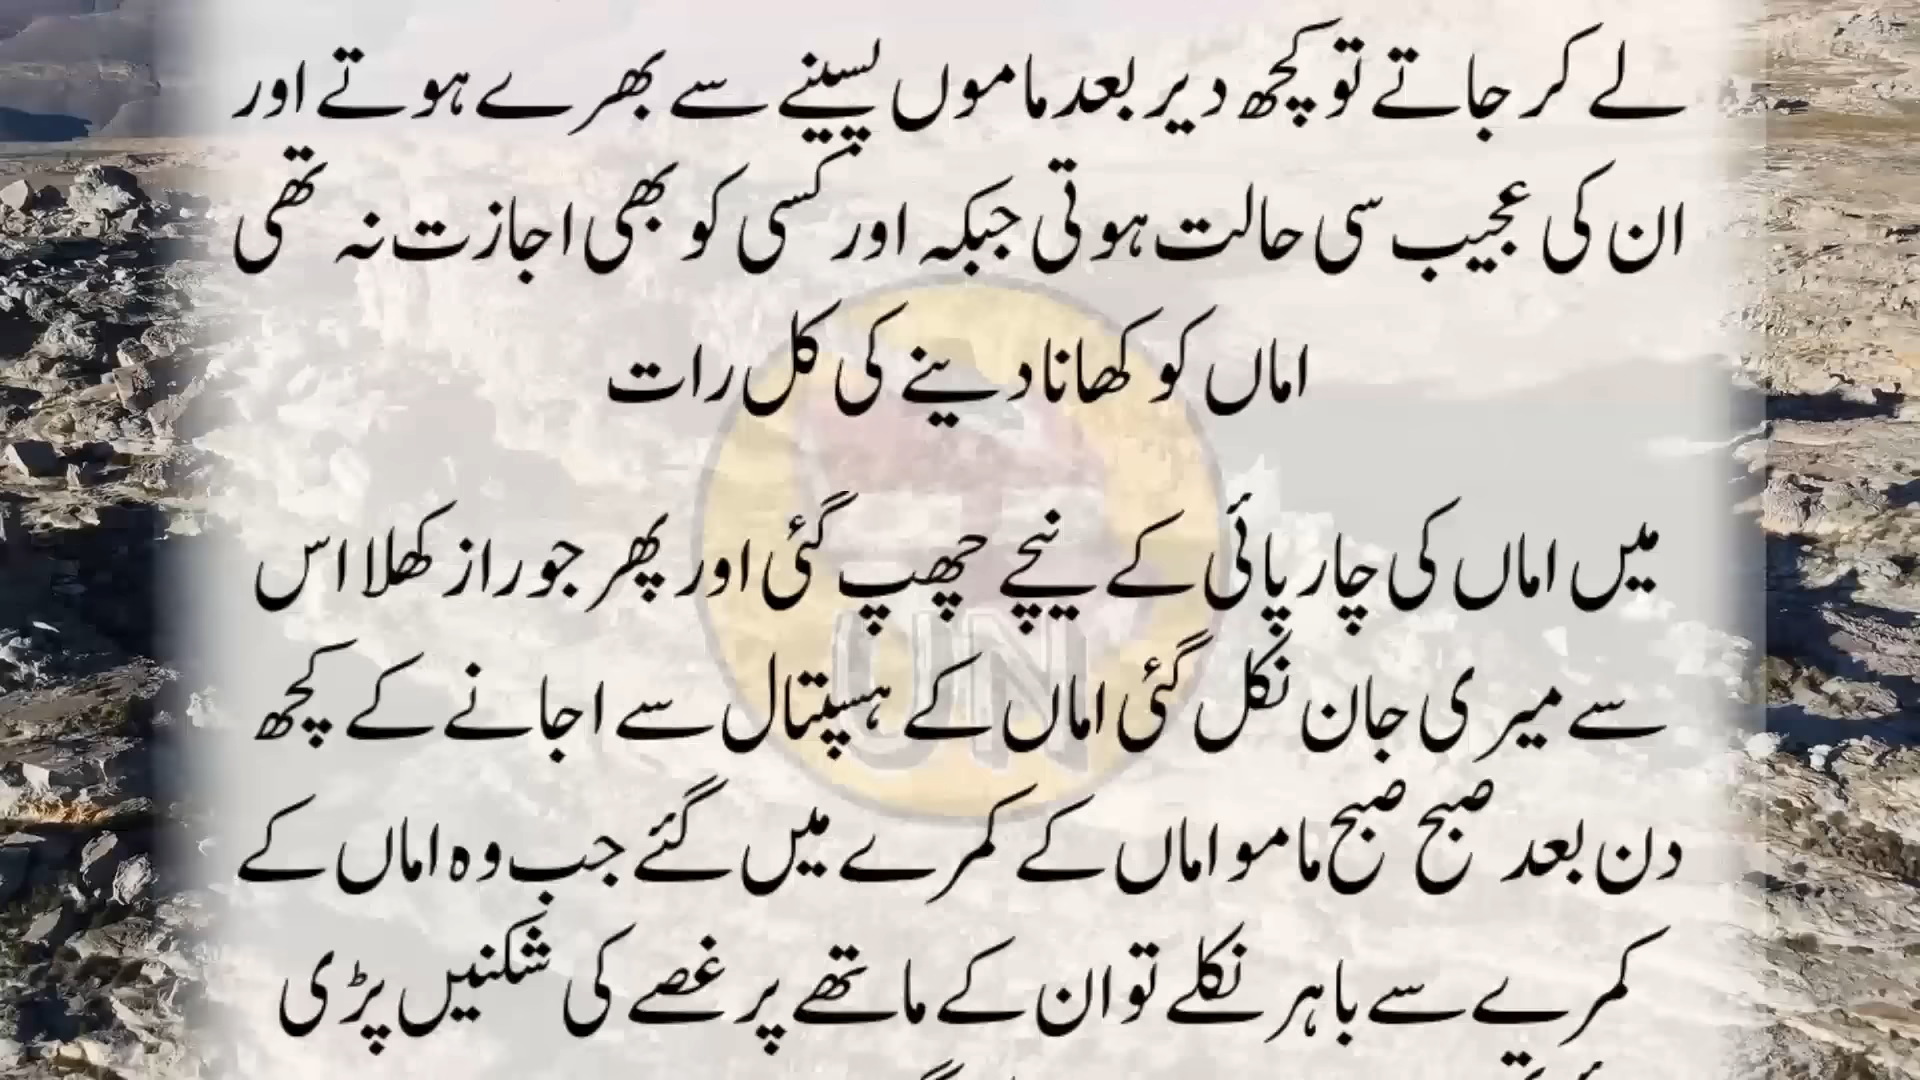 لے کر جاتے تو کچھ دیر بعد ماموں پسینے سے بھرے ہوتے اور
ان کی عجیب سی حالت ہوتی جبکہ اور کسی کو بھی اجازت نہ تھی
اماں کو کھانا دینے کی کل رات
میں اماں کی چارپائی کے نیچے چھپ گئی اور پھر جو راز کھلا اس
سے میری جان نکل گئی اماں کے ہسپتال سے اجانے کے کچھ
دن بعد صبح صبح مامو اماں کے کمرے میں گئے جب وہ اماں کے
کمرے سے باہر نکلے تو ان کے ماتھے پر غصے کی شکنیں پڑی
UN